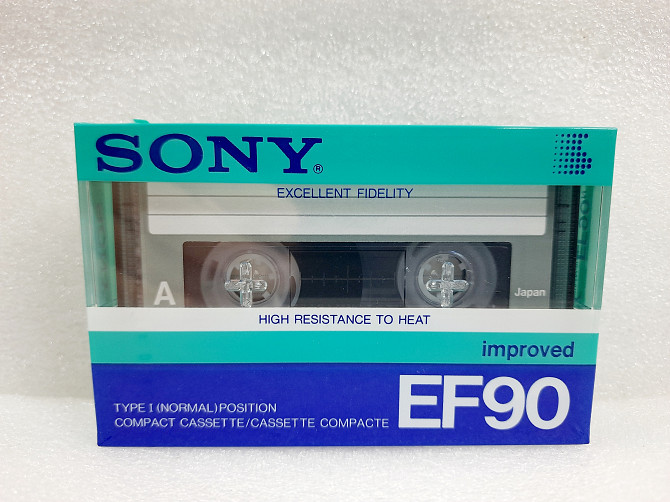 SONY®
EXCELLENT FIDELITY
A
Japan
HIGH RESISTANCE TO HEAT
improved
EF90
TYPE I (NORMAL) POSITION
COMPACT CASSETTE/CASSETTE COMPACTE